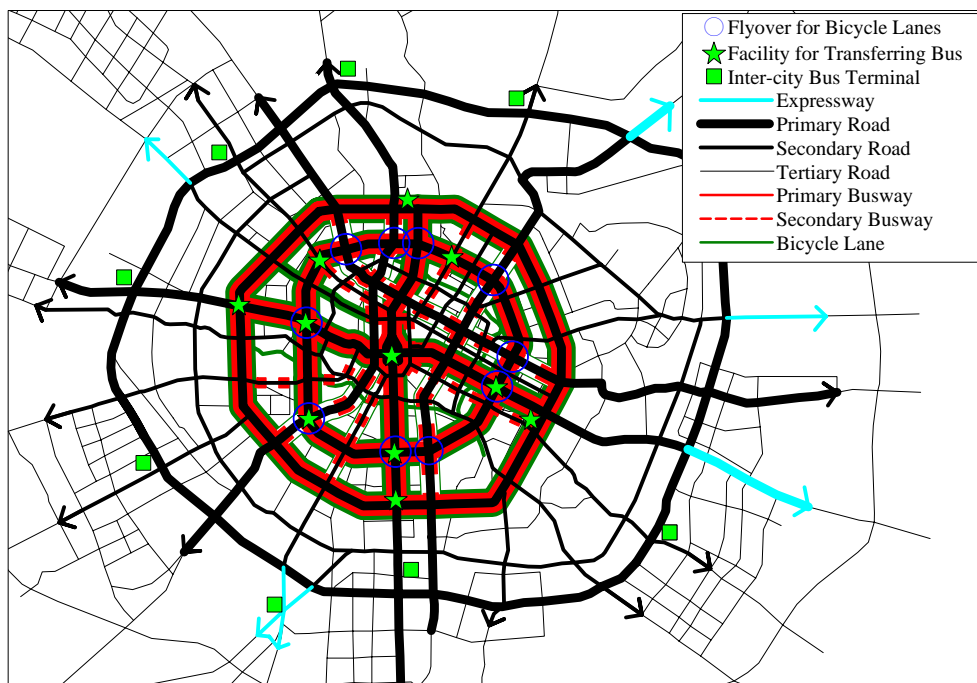 Flyover for Bicycle Lanes
Facility for Transferring Bus
Inter-city Bus Terminal
Expressway
Primary Road
Secondary Road
Tertiary Road
Primary Busway
Secondary Busway
Bicycle Lane